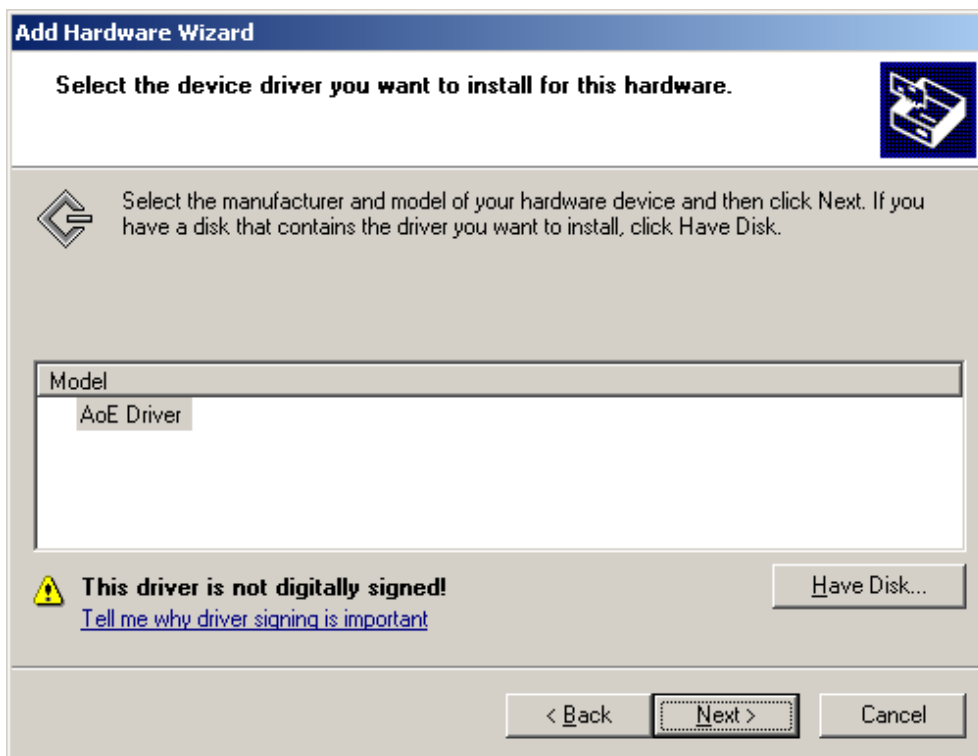 Add Hardware Wizard
Select the device driver you want to install for this hardware.
Select the manufacturer and model of your hardware device and then click Next. If you
have a disk that contains the driver you want to install, click Have Disk.
Model
AoE Driver
This driver is not digitally signed!
Have Disk...
Tell me why driver signing is important
< Back
Next >
Cancel